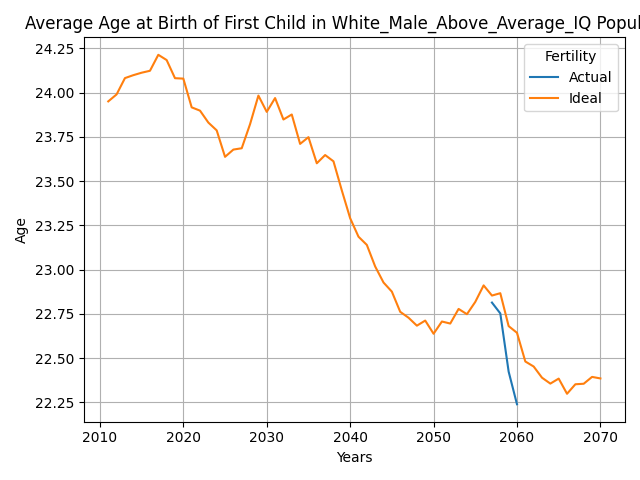 Average Age at Birth of First Child in White_Male_Above_Average_IQ Popul
Fertility
Actual
Ideal
24.25
24.00
23.75
23.50
23.25
23.00
22.75
22.50
22.25
Age
2010 2020 2030 2040 2050 2060 2070
Years